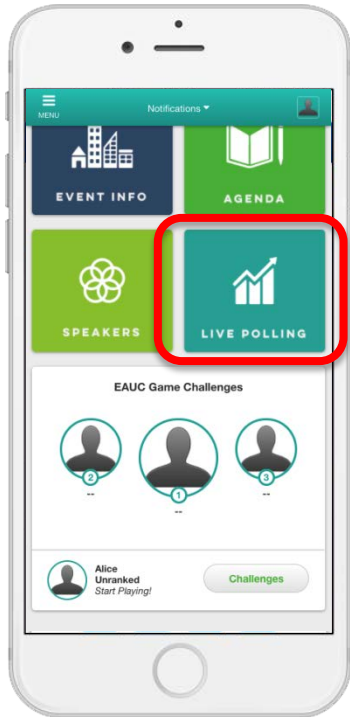 MENU
Notifications
EVENT INFO
AGENDA
SPEAKERS
LIVE POLLING
EAUC Game Challenges
2
1
3
--
--
--
Alice
Unranked
Start Playing!
Challenges